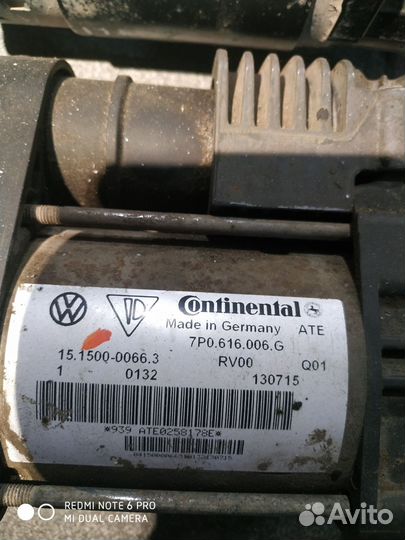 Continental
Made in Germany ATE
7P0.616.006.G
15.1500-0066.3 RV00 Q01
1 0132 130715
*939 ATE0258178E*
REDMI NOTE 6 PRO
MI DUAL CAMERA
Avito